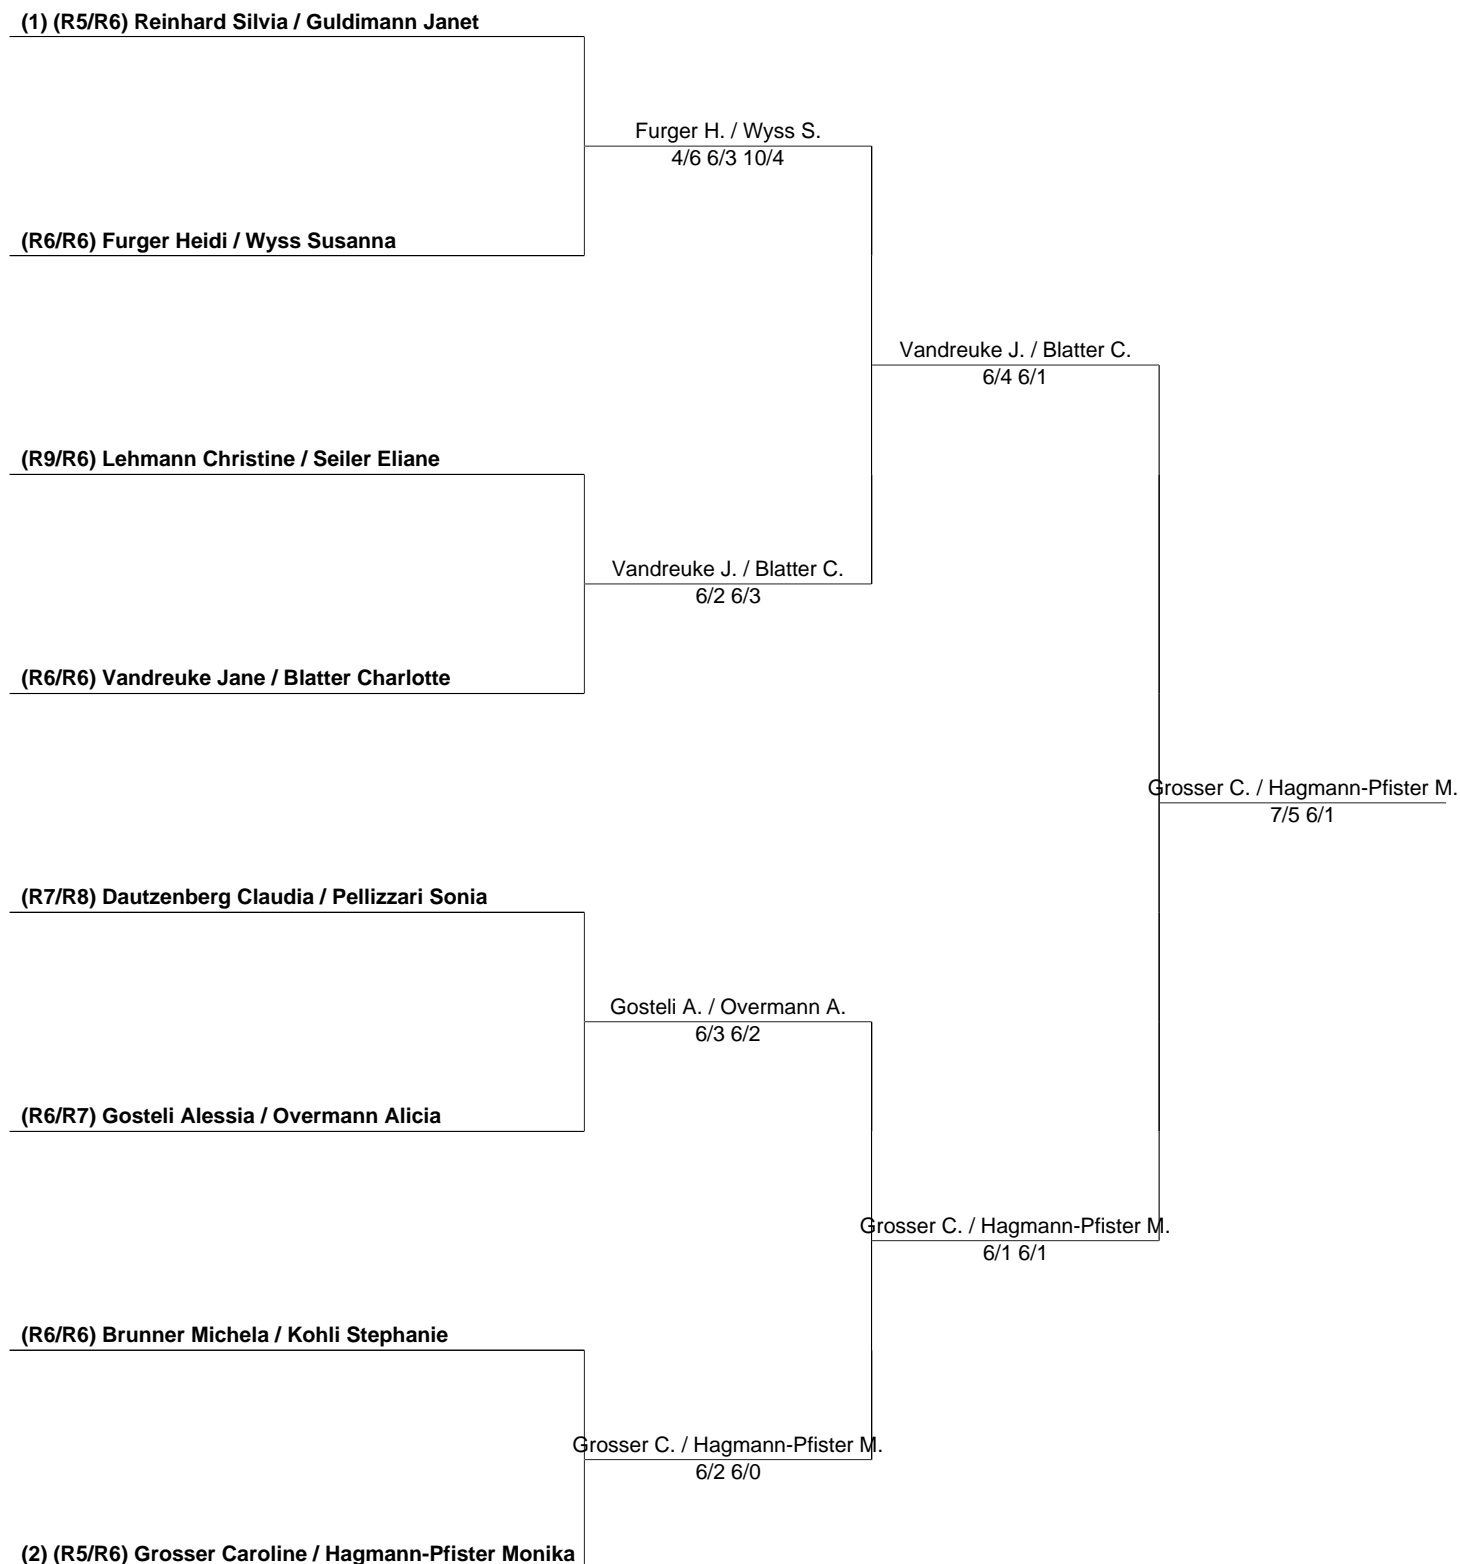 (1) (R5/R6) Reinhard Silvia / Guldimann Janet
Furger H. / Wyss S.
4/6 6/3 10/4
(R6/R6) Furger Heidi / Wyss Susanna
Vandreuke J. / Blatter C.
6/4 6/1
(R9/R6) Lehmann Christine / Seiler Eliane
Vandreuke J. / Blatter C.
6/2 6/3
(R6/R6) Vandreuke Jane / Blatter Charlotte
Grosser C. / Hagmann-Pfister M.
7/5 6/1
(R7/R8) Dautzenberg Claudia / Pellizzari Sonia
Gosteli A. / Overmann A.
6/3 6/2
(R6/R7) Gosteli Alessia / Overmann Alicia
Grosser C. / Hagmann-Pfister M.
6/1 6/1
(R6/R6) Brunner Michela / Kohli Stephanie
Grosser C. / Hagmann-Pfister M.
6/2 6/0
(2) (R5/R6) Grosser Caroline / Hagmann-Pfister Monika